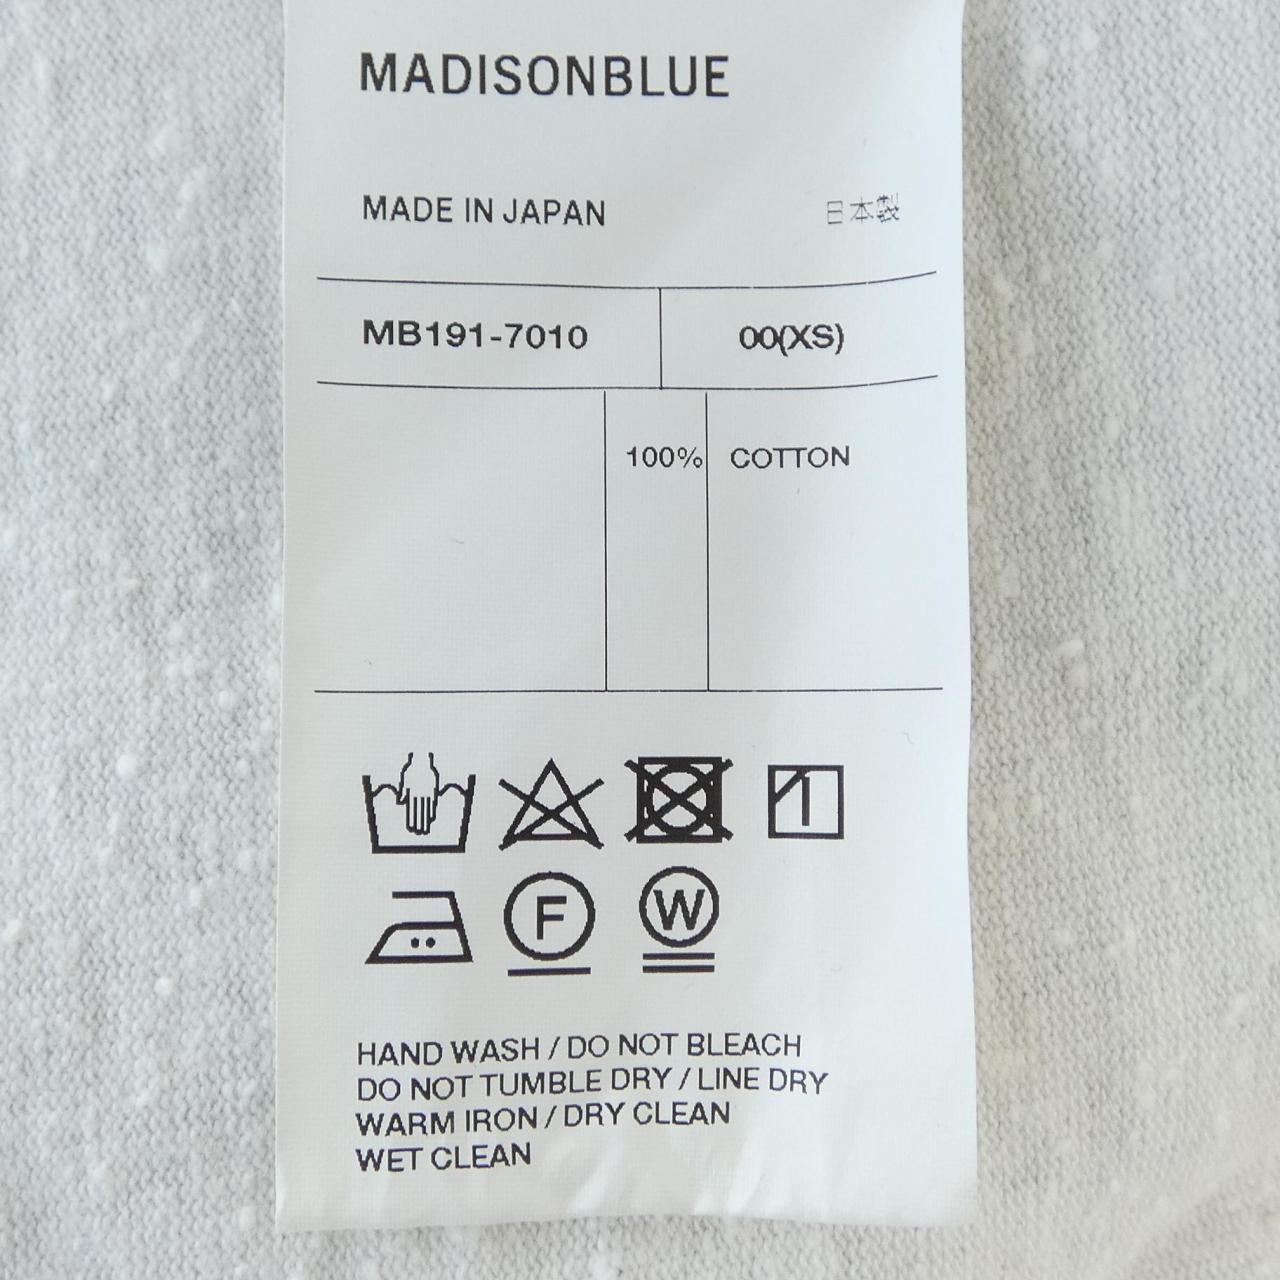 MADISONBLUE
MADE IN JAPAN 日本製
MB191-7010 00(XS)
100% COTTON
F W
HAND WASH / DO NOT BLEACH
DO NOT TUMBLE DRY / LINE DRY
WARM IRON / DRY CLEAN
WET CLEAN